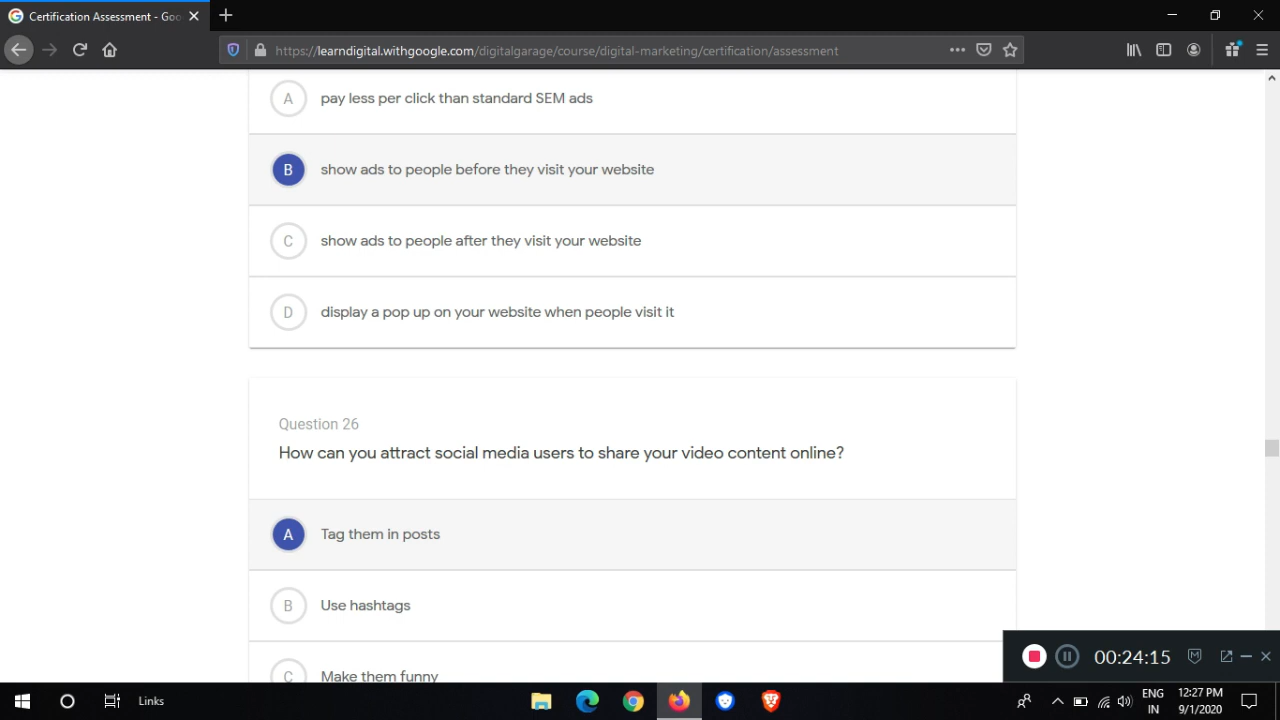 Certification Assessment - Goo
https://learndigital.withgoogle.com/digitalgarage/course/digital-marketing/certification/assessment
A pay less per click than standard SEM ads
B show ads to people before they visit your website
C show ads to people after they visit your website
D display a pop up on your website when people visit it
Question 26
How can you attract social media users to share your video content online?
A Tag them in posts
B Use hashtags
C Make them funny
00:24:15
Links
ENG
IN
12:27 PM
9/1/2020